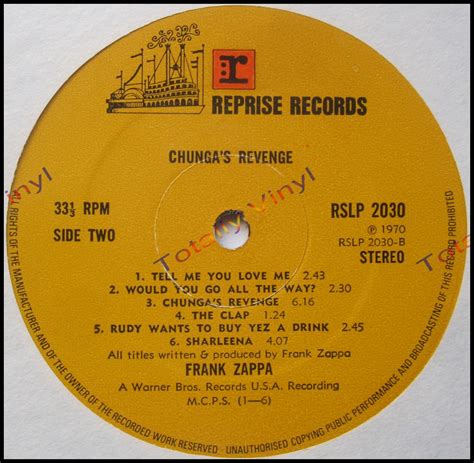 r
REPRISE RECORDS
CHUNGA'S REVENGE
33⅓ RPM
SIDE TWO
RSLP 2030
℗ 1970
RSLP 2030-B
STEREO
1. TELL ME YOU LOVE ME 2.43
2. WOULD YOU GO ALL THE WAY? 2.30
3. CHUNGA'S REVENGE 6.16
4. THE CLAP 1.24
5. RUDY WANTS TO BUY YEZ A DRINK 2.45
6. SHARLEENA 4.07
All titles written & produced by Frank Zappa
FRANK ZAPPA
A Warner Bros. Records U.S.A. Recording
M.C.P.S. (1—6)
ALL RIGHTS OF THE MANUFACTURER AND OF THE OWNER OF THE RECORDED WORK RESERVED · UNAUTHORISED COPYING PUBLIC PERFORMANCE AND BROADCASTING OF THIS RECORD PROHIBITED
Totally Vinyl
Vinyl
Tot